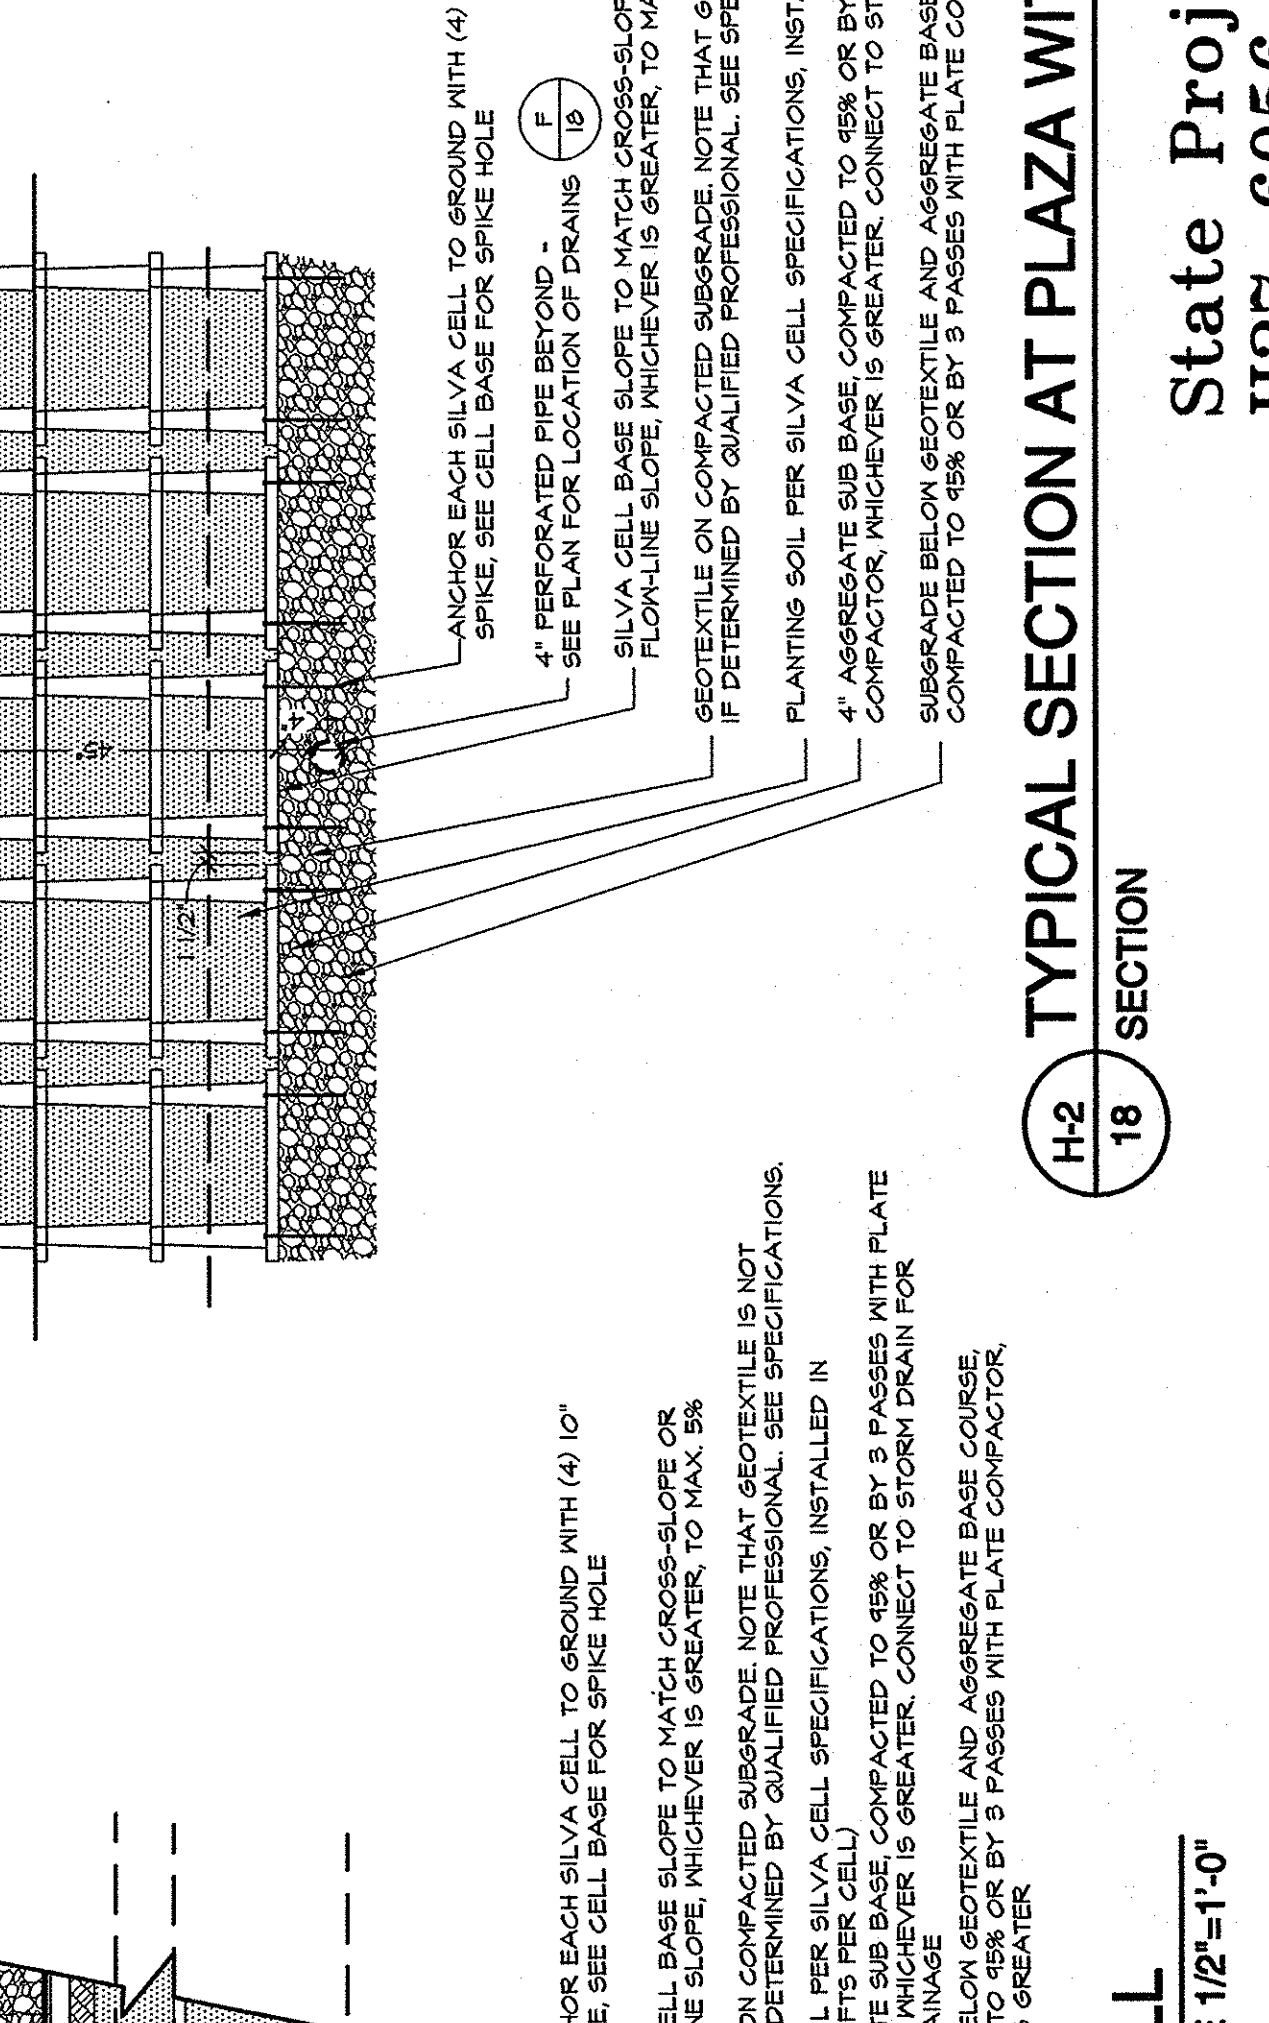 HOR EACH SILVA CELL TO GROUND WITH (4) 10"
E, SEE CELL BASE FOR SPIKE HOLE
ELL BASE SLOPE TO MATCH CROSS-SLOPE OR
NE SLOPE, WHICHEVER IS GREATER, TO MAX. 5%
ON COMPACTED SUBGRADE. NOTE THAT GEOTEXTILE IS NOT
DETERMINED BY QUALIFIED PROFESSIONAL. SEE SPECIFICATIONS.
L PER SILVA CELL SPECIFICATIONS, INSTALLED IN
FTS PER CELL)
TE SUB BASE, COMPACTED TO 95% OR BY 3 PASSES WITH PLATE
WHICHEVER IS GREATER. CONNECT TO STORM DRAIN FOR
AINAGE
ELOW GEOTEXTILE AND AGGREGATE BASE COURSE,
TO 95% OR BY 3 PASSES WITH PLATE COMPACTOR,
S GREATER
1/2"=1'-0"
45"
1 1/2"
4"
ANCHOR EACH SILVA CELL TO GROUND WITH (4)
SPIKE, SEE CELL BASE FOR SPIKE HOLE
4" PERFORATED PIPE BEYOND -
SEE PLAN FOR LOCATION OF DRAINS
F
18
SILVA CELL BASE SLOPE TO MATCH CROSS-SLOP
FLOW-LINE SLOPE, WHICHEVER IS GREATER, TO MA
GEOTEXTILE ON COMPACTED SUBGRADE. NOTE THAT G
IF DETERMINED BY QUALIFIED PROFESSIONAL. SEE SPE
PLANTING SOIL PER SILVA CELL SPECIFICATIONS, INST
4" AGGREGATE SUB BASE, COMPACTED TO 95% OR BY
COMPACTOR, WHICHEVER IS GREATER. CONNECT TO ST
SUBGRADE BELOW GEOTEXTILE AND AGGREGATE BASE
COMPACTED TO 95% OR BY 3 PASSES WITH PLATE CO
H-2
18
TYPICAL SECTION AT PLAZA WIT
SECTION
State Proj